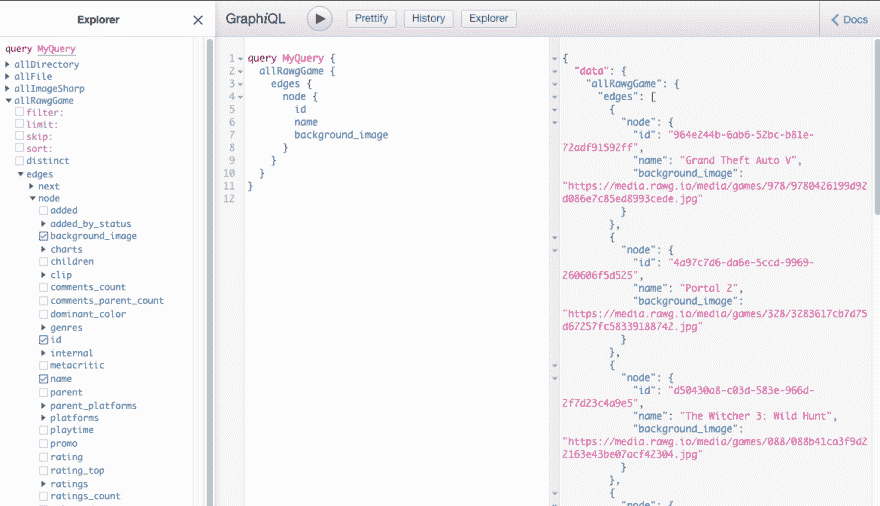 Explorer
query MyQuery
allDirectory
allFile
allImageSharp
allRawgGame
filter:
limit:
skip:
sort:
distinct
edges
next
node
added
added_by_status
background_image
charts
children
clip
comments_count
comments_parent_count
dominant_color
genres
id
internal
metacritic
name
parent
parent_platforms
platforms
playtime
promo
rating
rating_top
ratings
ratings_count
GraphiQL
Prettify
History
Explorer
Docs
1 query MyQuery {
2 allRawgGame {
3 edges {
4 node {
5 id
6 name
7 background_image
8 }
9 }
10 }
11 }
12
{
"data": {
"allRawgGame": {
"edges": [
{
"node": {
"id": "964e244b-6ab6-52bc-b81e-
72adf91592ff",
"name": "Grand Theft Auto V",
"background_image":
"https://media.rawg.io/media/games/978/9780426199d92
d086e7c85ed8993cede.jpg"
}
},
{
"node": {
"id": "4a97c7d6-da6e-5ccd-9969-
260606f5d525",
"name": "Portal 2",
"background_image":
"https://media.rawg.io/media/games/328/3283617cb7d75
d67257fc58339188742.jpg"
}
},
{
"node": {
"id": "d50430a8-c03d-583e-966d-
2f7d23c4a9e5",
"name": "The Witcher 3: Wild Hunt",
"background_image":
"https://media.rawg.io/media/games/088/088b41ca3f9d2
2163e43be07acf42304.jpg"
}
},
{
"node": {